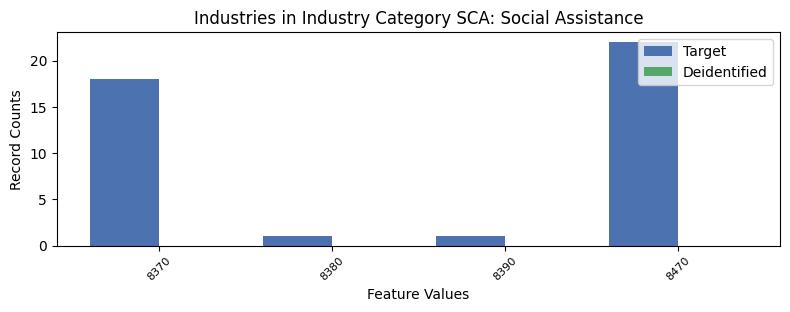 Industries in Industry Category SCA: Social Assistance
Target
Deidentified
Record Counts
20
15
10
5
0
8370
8380
8390
8470
Feature Values